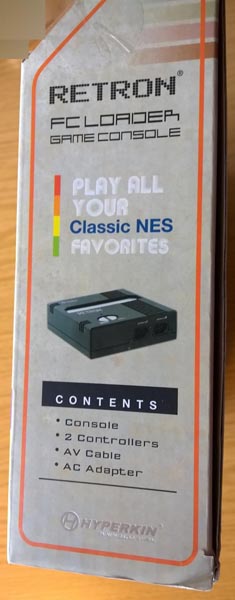 RETRON®
FC LOADER
GAME CONSOLE
PLAY ALL
YOUR
Classic NES
FAVORITES
CONTENTS
• Console
• 2 Controllers
• AV Cable
• AC Adapter
HYPERKIN